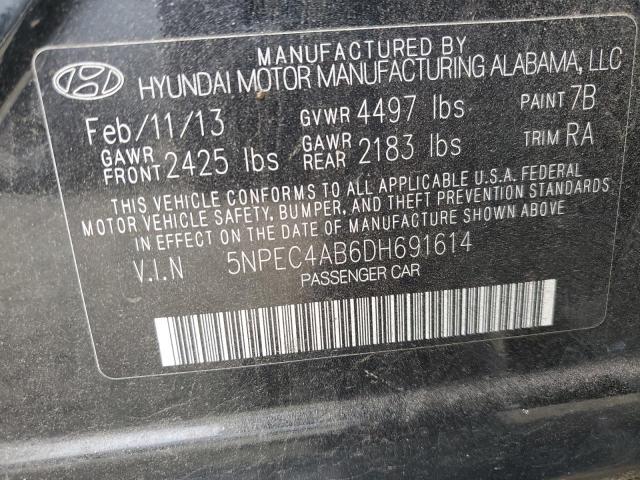 MANUFACTURED BY
HYUNDAI MOTOR MANUFACTURING ALABAMA, LLC
Feb/11/13 GVWR 4497 lbs PAINT 7B
GAWR FRONT 2425 lbs GAWR REAR 2183 lbs TRIM RA
THIS VEHICLE CONFORMS TO ALL APPLICABLE U.S.A. FEDERAL
MOTOR VEHICLE SAFETY, BUMPER, AND THEFT PREVENTION STANDARDS
IN EFFECT ON THE DATE OF MANUFACTURE SHOWN ABOVE
V.I.N 5NPEC4AB6DH691614
PASSENGER CAR